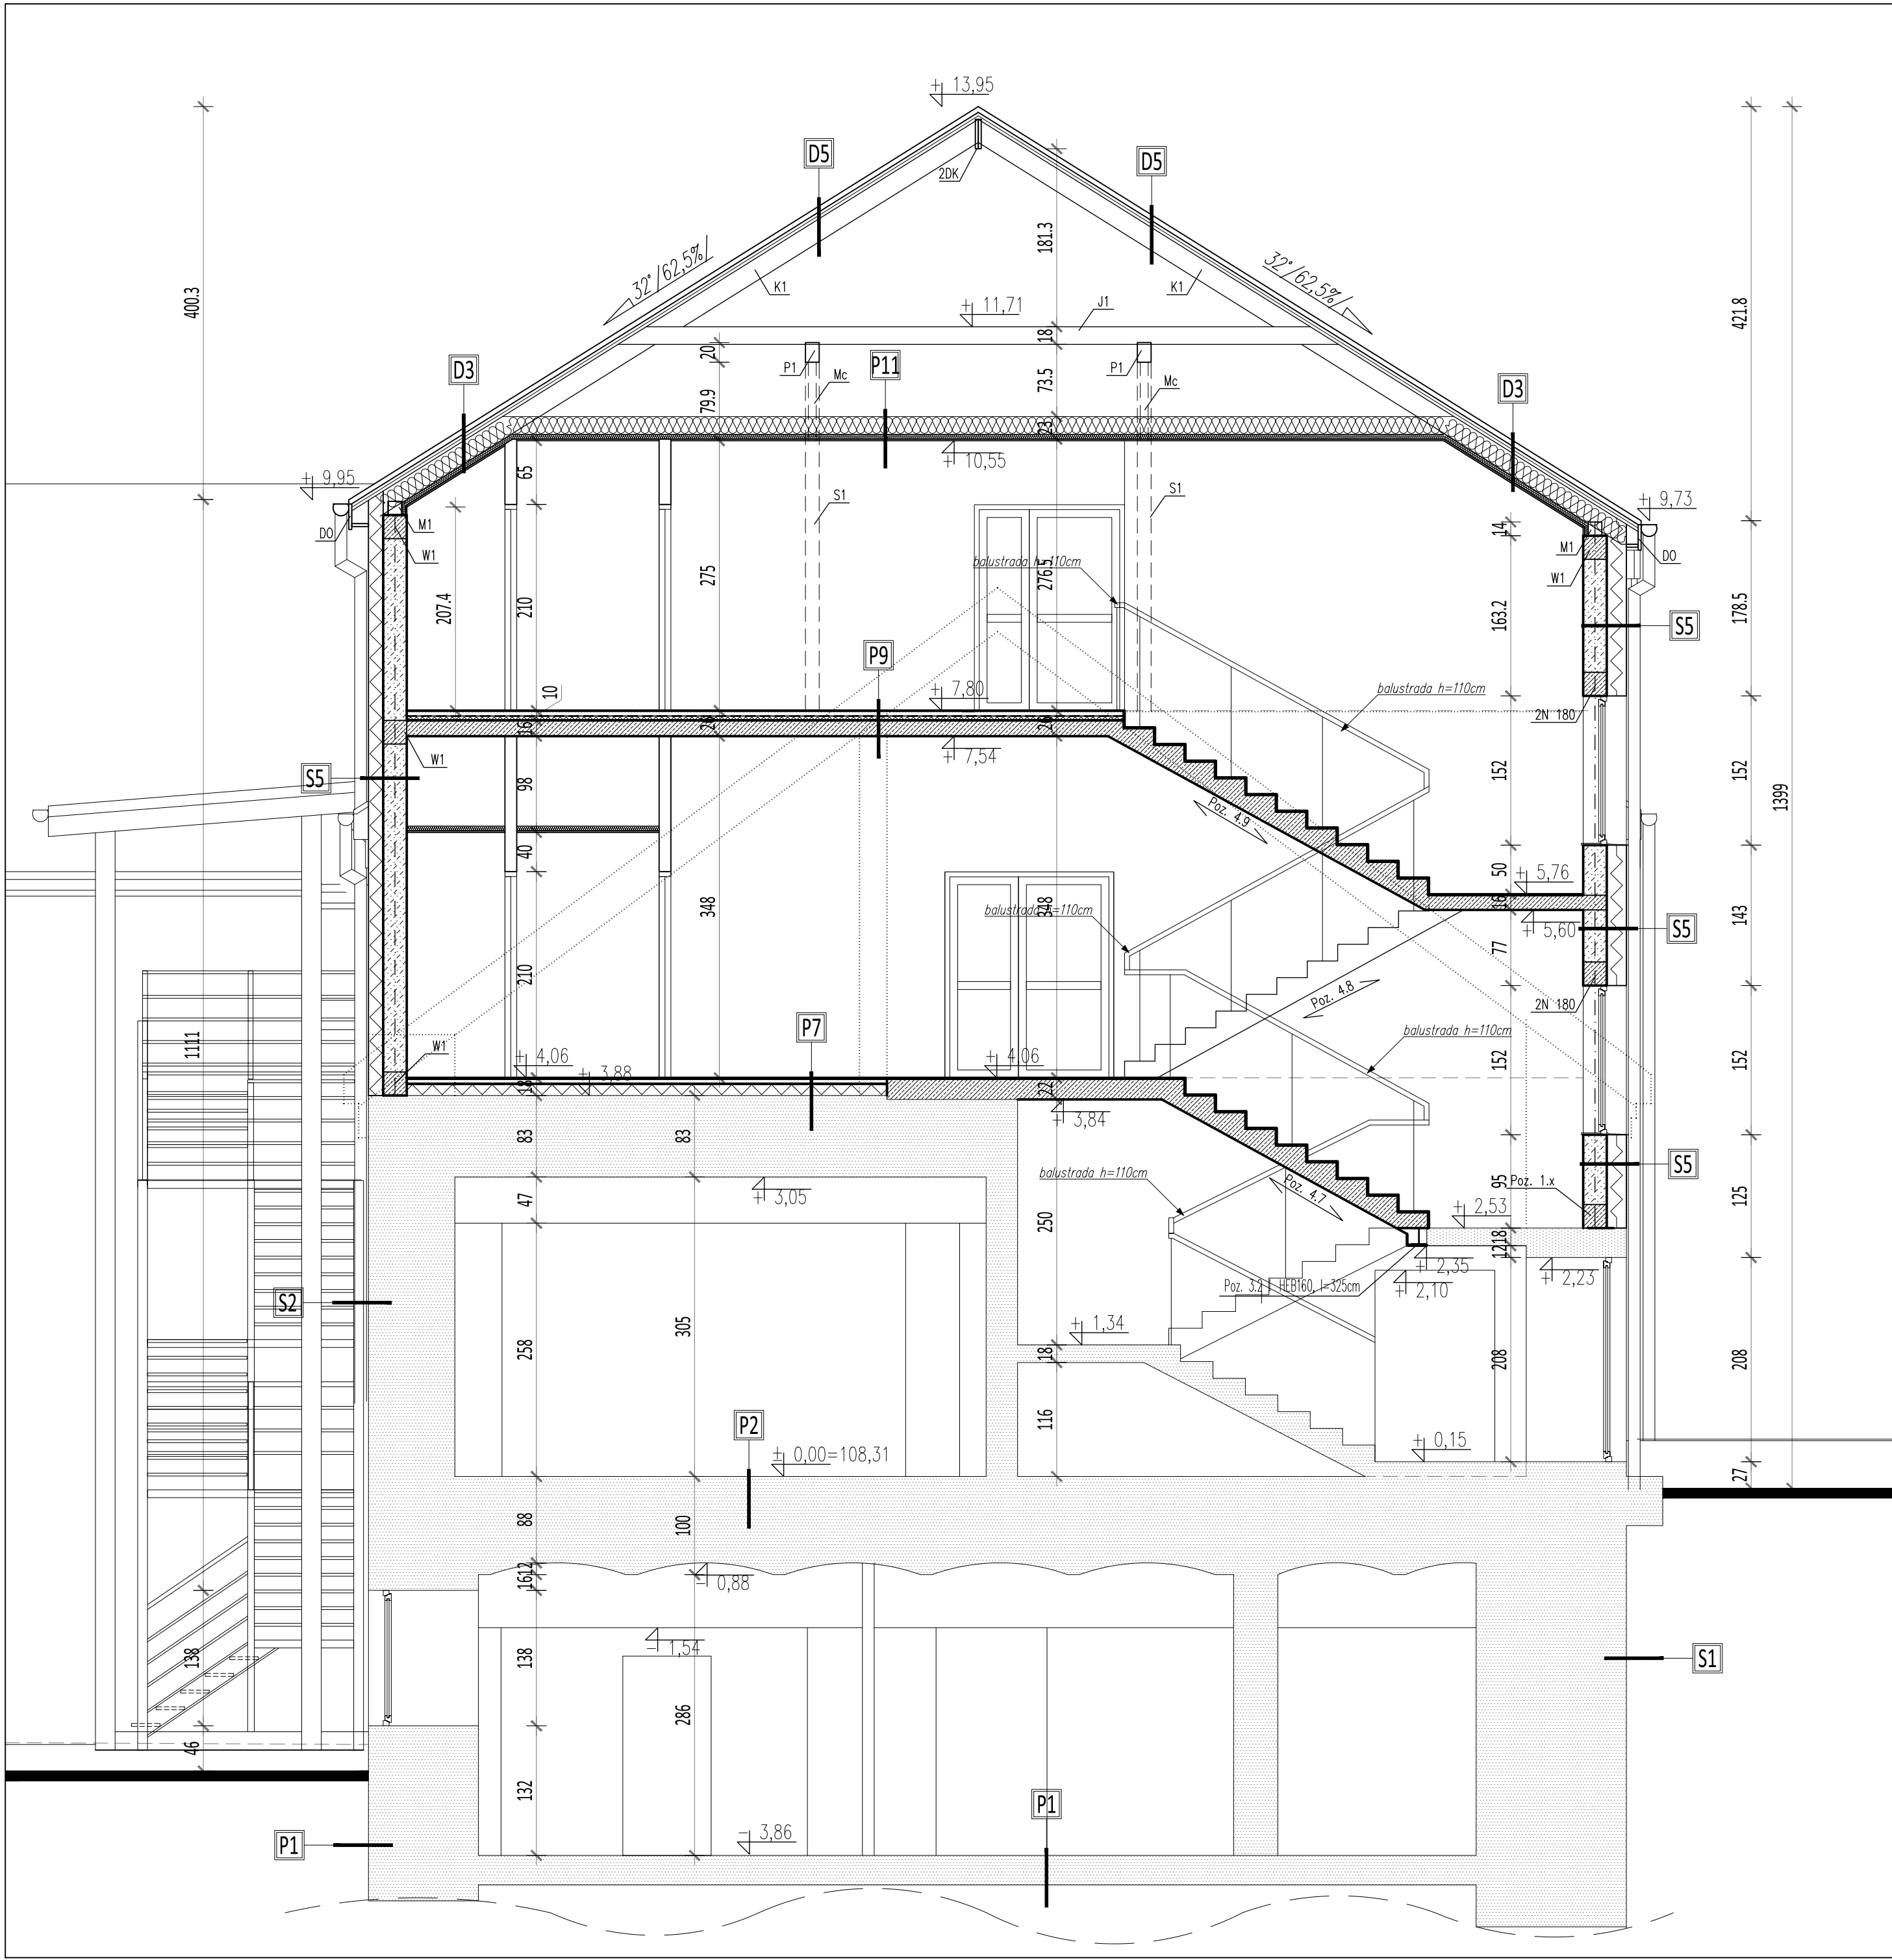 + 13,95
D5
D5
2DK
181.3
32°/62,5%
32°/62,5%
400.3
421.8
K1
K1
+ 11,71
J1
18
20
P1
P1
P11
D3
Mc
Mc
73.5
79.9
D3
23
65
+ 10,55
+ 9,95
+ 9,73
S1
S1
DO
M1
W1
14
M1
W1
DO
balustrada h=110cm
275
276.5
207.4
210
163.2
178.5
S5
P9
10
+ 7,80
balustrada h=110cm
2N 180
16
26
26
+ 7,54
W1
S5
98
152
152
1399
Poz. 4.9
40
50
+ 5,76
348
348
balustrada h=110cm
16
+ 5,60
143
S5
77
210
Poz. 4.8
2N 180
1111
P7
W1
balustrada h=110cm
152
152
+ 4,06
+ 4,06
18
+ 3,88
22
+ 3,84
83
83
S5
balustrada h=110cm
95
Poz. 1.x
Poz. 4.7
47
+ 3,05
250
+ 2,53
125
1218
+ 2,35
+ 2,23
S2
Poz. 3.2 I HEB160, l=325cm
+ 2,10
258
305
+ 1,34
18
208
208
116
P2
± 0,00=108,31
+ 0,15
27
88
100
1612
- 0,88
138
138
- 1,54
S1
286
46
132
P1
- 3,86
P1